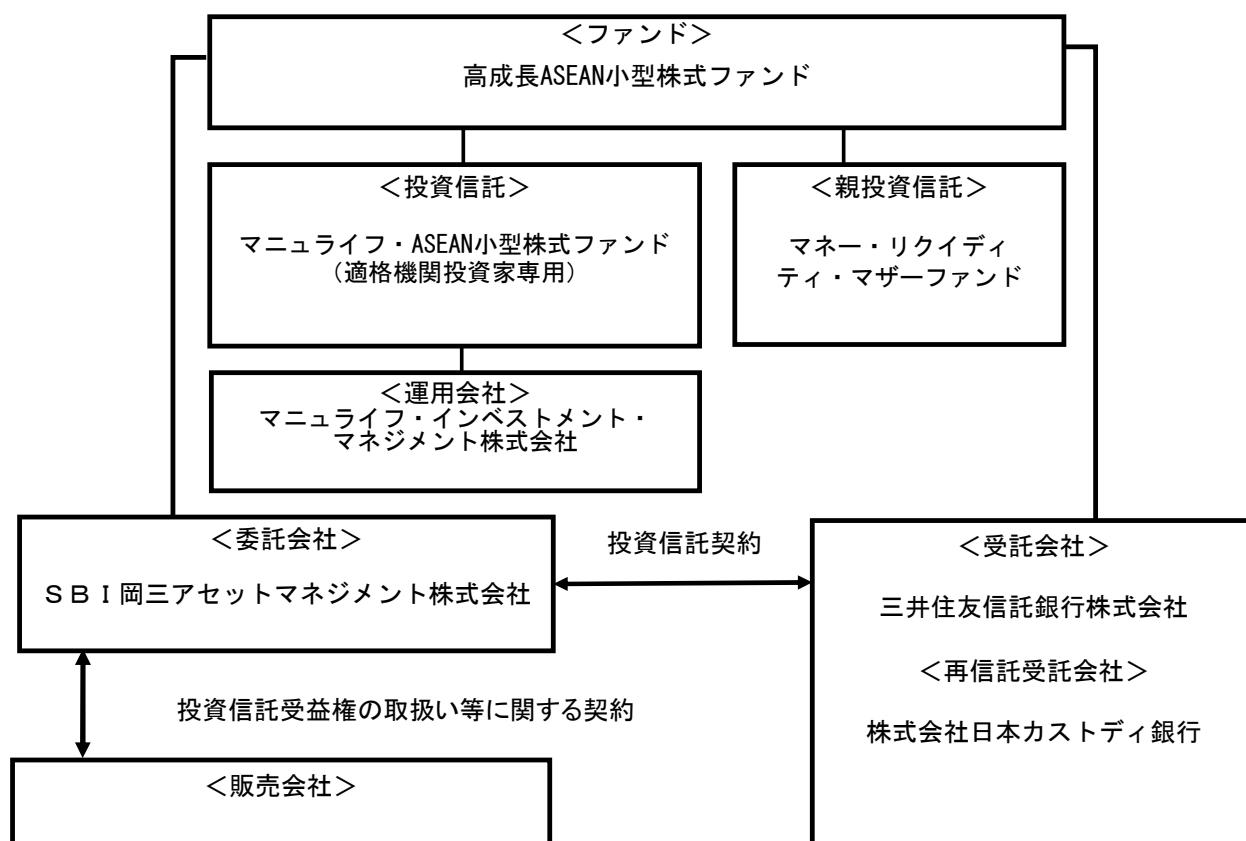 ＜ファンド＞
高成長ASEAN小型株式ファンド
＜投資信託＞
マニュライフ・ASEAN小型株式ファンド
（適格機関投資家専用）
＜親投資信託＞
マネー・リクイディ
ティ・マザーファンド
＜運用会社＞
マニュライフ・インベストメント・
マネジメント株式会社
＜委託会社＞
ＳＢＩ岡三アセットマネジメント株式会社
投資信託契約
＜受託会社＞
三井住友信託銀行株式会社
＜再信託受託会社＞
株式会社日本カストディ銀行
投資信託受益権の取扱い等に関する契約
＜販売会社＞